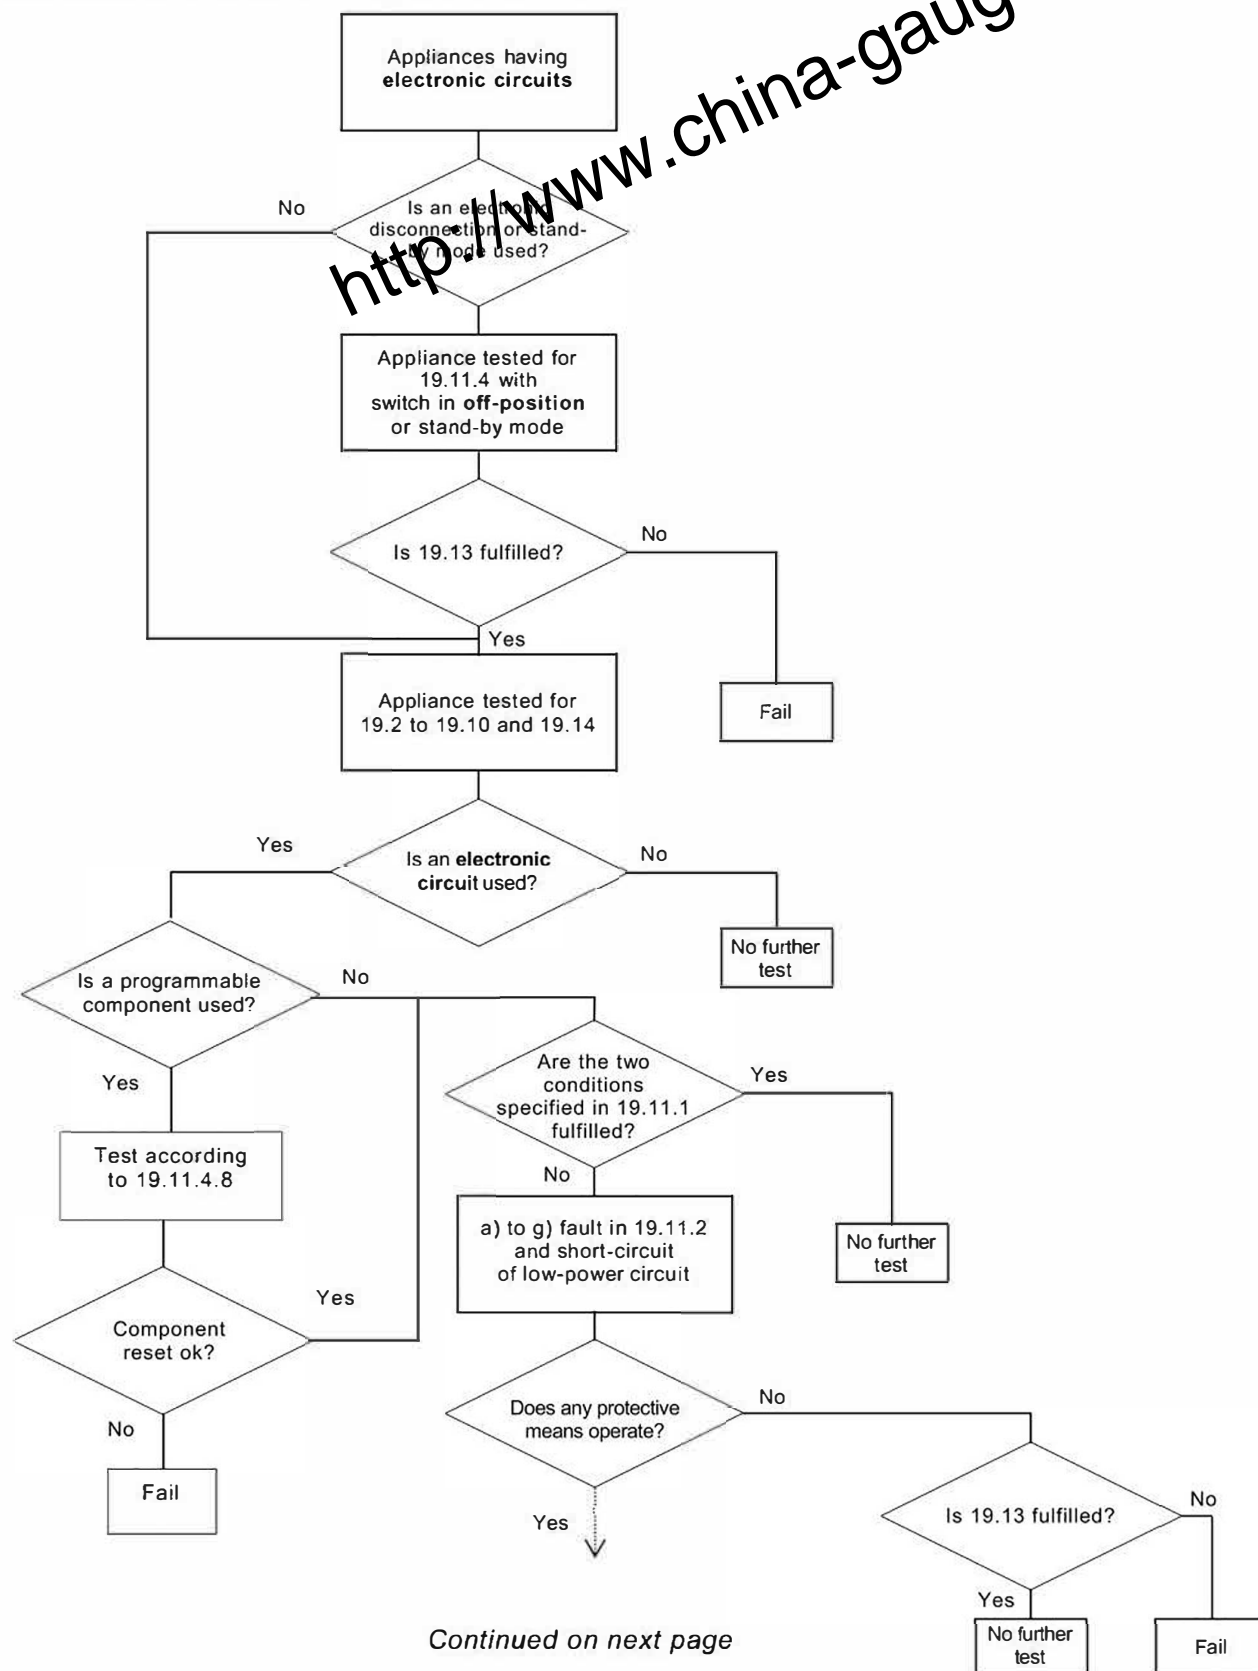 Appliances having
electronic circuits
http://www.china-gaug
No
Is an electronic
disconnection or stand-
by mode used?
Appliance tested for
19.11.4 with
switch in off-position
or stand-by mode
Is 19.13 fulfilled?
No
Yes
Fail
Appliance tested for
19.2 to 19.10 and 19.14
Yes
Is an electronic
circuit used?
No
No further
test
Is a programmable
component used?
No
Yes
Are the two
conditions
specified in 19.11.1
fulfilled?
Yes
No
No further
test
Test according
to 19.11.4.8
a) to g) fault in 19.11.2
and short-circuit
of low-power circuit
Component
reset ok?
Yes
No
Fail
Does any protective
means operate?
No
Yes
Is 19.13 fulfilled?
No
Yes
No further
test
Fail
Continued on next page